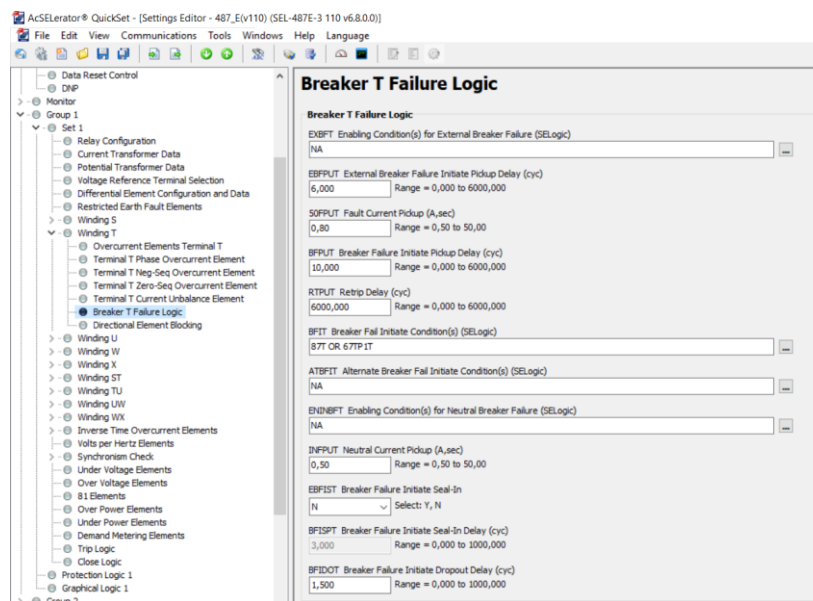 AcSELerator® QuickSet - [Settings Editor - 487_E(v110) (SEL-487E-3 110 v6.8.0.0)]
File Edit View Communications Tools Windows Help Language
Data Reset Control
DNP
Monitor
Group 1
Set 1
Relay Configuration
Current Transformer Data
Potential Transformer Data
Voltage Reference Terminal Selection
Differential Element Configuration and Data
Restricted Earth Fault Elements
Winding S
Winding T
Overcurrent Elements Terminal T
Terminal T Phase Overcurrent Element
Terminal T Neg-Seq Overcurrent Element
Terminal T Zero-Seq Overcurrent Element
Terminal T Current Unbalance Element
Breaker T Failure Logic
Directional Element Blocking
Winding U
Winding W
Winding X
Winding ST
Winding TU
Winding UW
Winding WX
Inverse Time Overcurrent Elements
Volts per Hertz Elements
Synchronism Check
Under Voltage Elements
Over Voltage Elements
81 Elements
Over Power Elements
Under Power Elements
Demand Metering Elements
Trip Logic
Close Logic
Protection Logic 1
Graphical Logic 1
Group 2
Breaker T Failure Logic
Breaker T Failure Logic
EXBFT Enabling Condition(s) for External Breaker Failure (SELogic)
NA
...
EBFPUT External Breaker Failure Initiate Pickup Delay (cyc)
6,000 Range = 0,000 to 6000,000
50FPUT Fault Current Pickup (A,sec)
0,80 Range = 0,50 to 50,00
BFPUT Breaker Failure Initiate Pickup Delay (cyc)
10,000 Range = 0,000 to 6000,000
RTPUT Retrip Delay (cyc)
6000,000 Range = 0,000 to 6000,000
BFIT Breaker Fail Initiate Condition(s) (SELogic)
87T OR 67TP1T
...
ATBFIT Alternate Breaker Fail Initiate Condition(s) (SELogic)
NA
...
ENINBFT Enabling Condition(s) for Neutral Breaker Failure (SELogic)
NA
...
INFPUT Neutral Current Pickup (A,sec)
0,50 Range = 0,50 to 50,00
EBFIST Breaker Failure Initiate Seal-In
N Select: Y, N
BFISPT Breaker Failure Initiate Seal-In Delay (cyc)
3,000 Range = 0,000 to 1000,000
BFIDOT Breaker Failure Initiate Dropout Delay (cyc)
1,500 Range = 0,000 to 1000,000